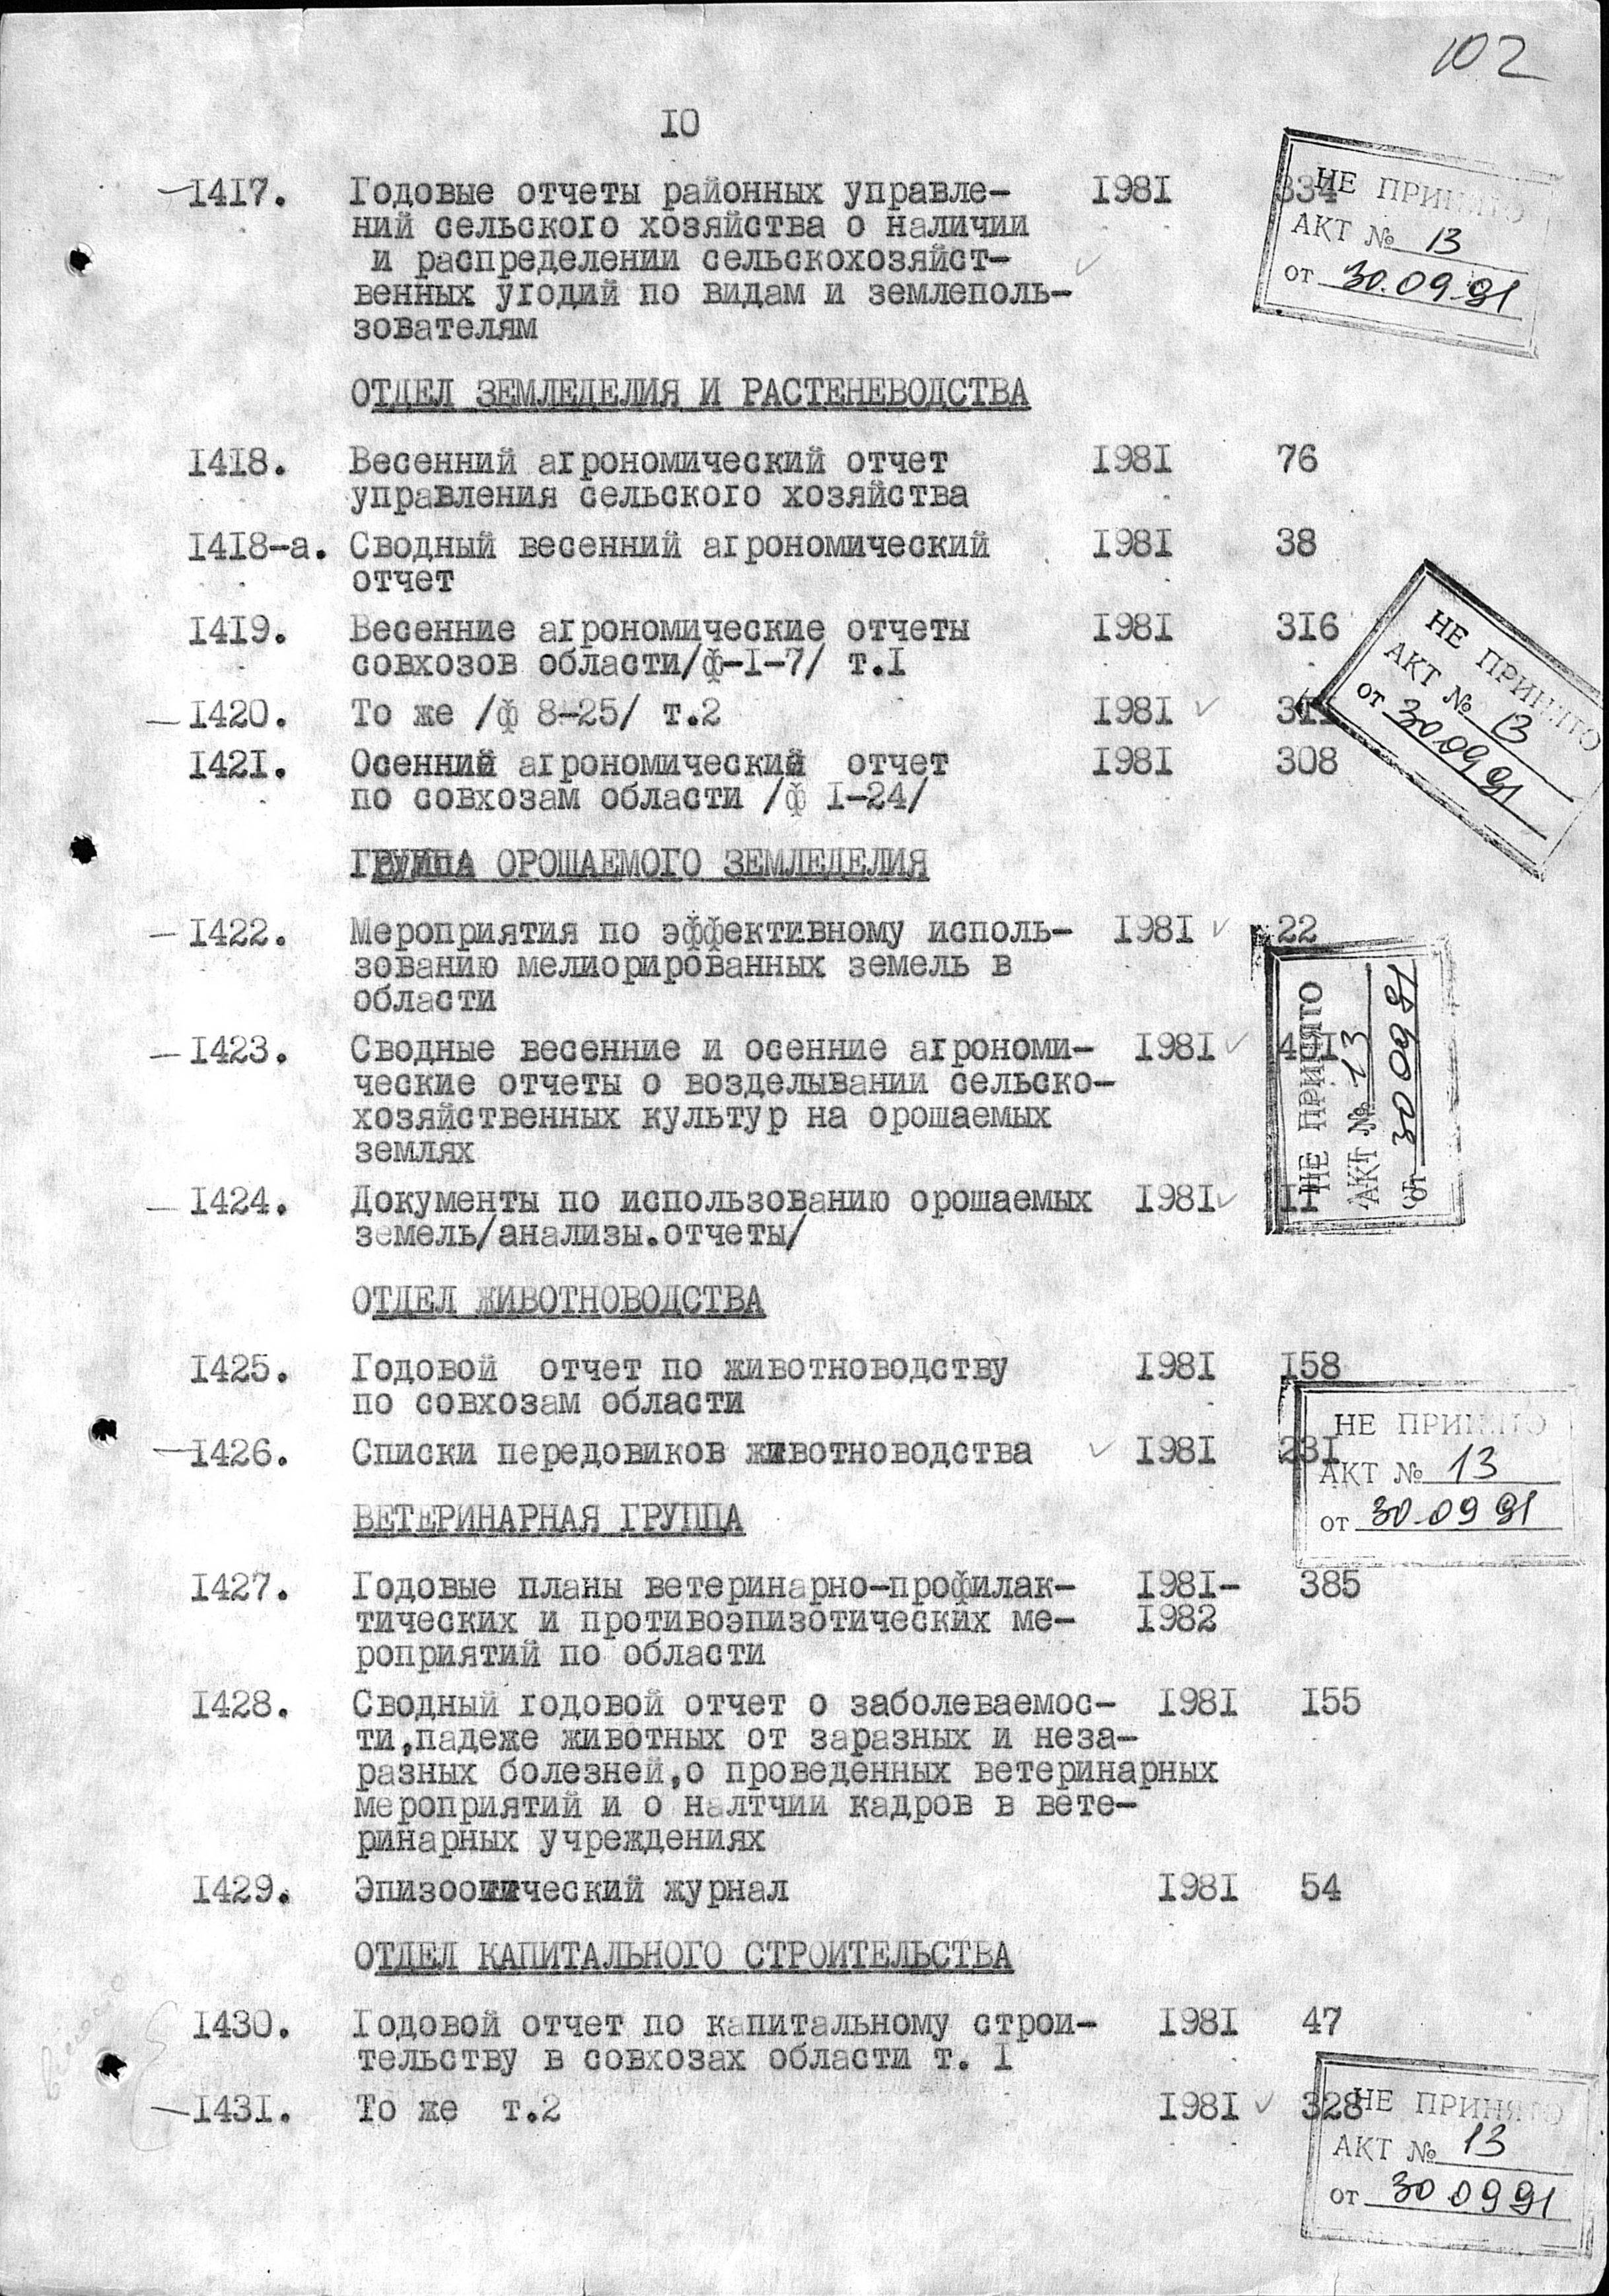 102
10
1417. Годовые отчеты районных управле- 1981 334
ний сельского хозяйства о наличии
и распределении сельскохозяйст-
венных угодий по видам и землеполь-
зователям
НЕ ПРИНЯТО
АКТ № 13
от 30.09.91
ОТДЕЛ ЗЕМЛЕДЕЛИЯ И РАСТЕНЕВОДСТВА
1418. Весенний агрономический отчет 1981 76
управления сельского хозяйства
1418-а. Сводный весенний агрономический 1981 38
отчет
1419. Весенние агрономические отчеты 1981 316
совхозов области/ф-1-7/ т.1
1420. То же /ф 8-25/ т.2 1981
1421. Осенний агрономический отчет 1981 308
по совхозам области /ф 1-24/
НЕ ПРИНЯТО
АКТ № 13
от 30.09.91
ГРУППА ОРОШАЕМОГО ЗЕМЛЕДЕЛИЯ
1422. Мероприятия по эффективному исполь- 1981 22
зованию мелиорированных земель в
области
1423. Сводные весенние и осенние агрономи- 1981 401
ческие отчеты о возделывании сельско-
хозяйственных культур на орошаемых
землях
1424. Документы по использованию орошаемых 1981 11
земель/анализы.отчеты/
НЕ ПРИНЯТО
АКТ № 13
от 30 09 91
ОТДЕЛ ЖИВОТНОВОДСТВА
1425. Годовой отчет по животноводству 1981 158
по совхозам области
1426. Списки передовиков животноводства 1981 231
НЕ ПРИНЯТО
АКТ № 13
от 30.09 91
ВЕТЕРИНАРНАЯ ГРУППА
1427. Годовые планы ветеринарно-профилак- 1981- 385
тических и противоэпизотических ме- 1982
роприятий по области
1428. Сводный годовой отчет о заболеваемос- 1981 155
ти,падеже животных от заразных и неза-
разных болезней,о проведенных ветеринарных
мероприятий и о налтчии кадров в вете-
ринарных учреждениях
1429. Эпизоотический журнал 1981 54
ОТДЕЛ КАПИТАЛЬНОГО СТРОИТЕЛЬСТВА
1430. Годовой отчет по капитальному строи- 1981 47
тельству в совхозах области т. 1
1431. То же т.2 1981 328
НЕ ПРИНЯТО
АКТ № 13
от 30 09 91